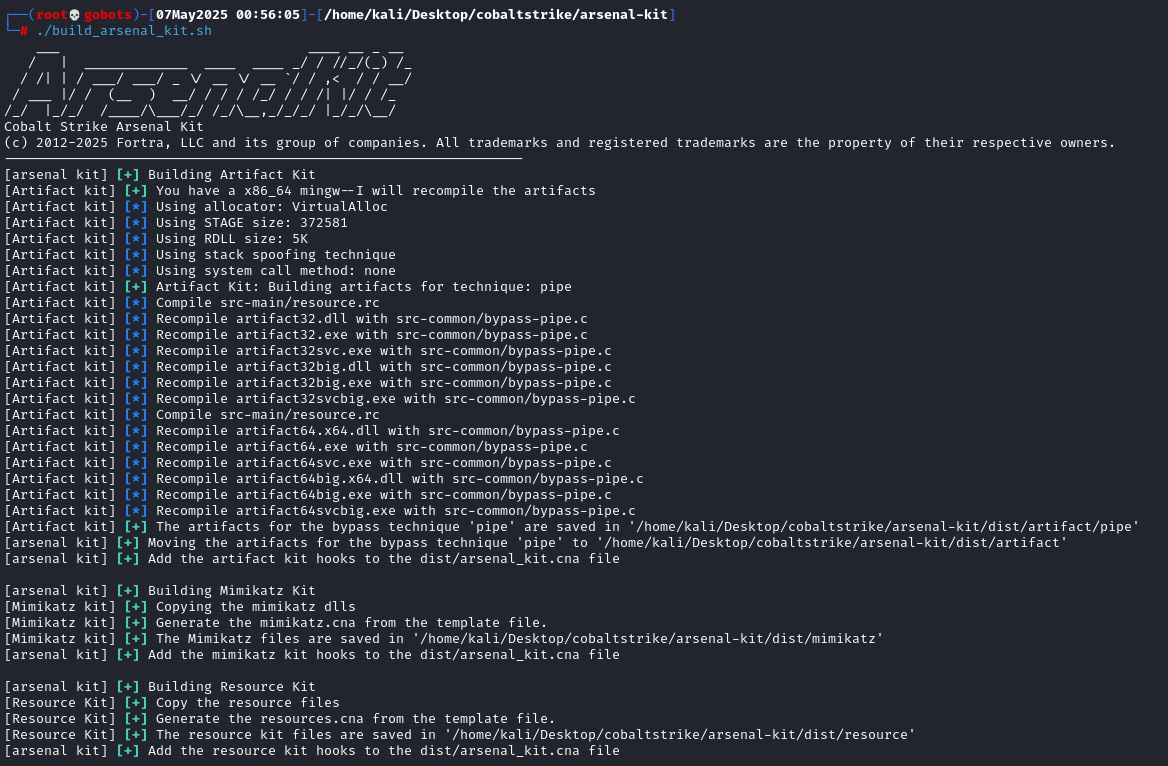 (root💀gobots)-[07May2025 00:56:05]-[/home/kali/Desktop/cobaltstrike/arsenal-kit]
# ./build_arsenal_kit.sh
Arsenal Kit
Cobalt Strike Arsenal Kit
(c) 2012-2025 Fortra, LLC and its group of companies. All trademarks and registered trademarks are the property of their respective owners.
[arsenal kit] [+] Building Artifact Kit
[Artifact kit] [+] You have a x86_64 mingw--I will recompile the artifacts
[Artifact kit] [*] Using allocator: VirtualAlloc
[Artifact kit] [*] Using STAGE size: 372581
[Artifact kit] [*] Using RDLL size: 5K
[Artifact kit] [*] Using stack spoofing technique
[Artifact kit] [*] Using system call method: none
[Artifact kit] [+] Artifact Kit: Building artifacts for technique: pipe
[Artifact kit] [*] Compile src-main/resource.rc
[Artifact kit] [*] Recompile artifact32.dll with src-common/bypass-pipe.c
[Artifact kit] [*] Recompile artifact32.exe with src-common/bypass-pipe.c
[Artifact kit] [*] Recompile artifact32svc.exe with src-common/bypass-pipe.c
[Artifact kit] [*] Recompile artifact32big.dll with src-common/bypass-pipe.c
[Artifact kit] [*] Recompile artifact32big.exe with src-common/bypass-pipe.c
[Artifact kit] [*] Recompile artifact32svcbig.exe with src-common/bypass-pipe.c
[Artifact kit] [*] Compile src-main/resource.rc
[Artifact kit] [*] Recompile artifact64.x64.dll with src-common/bypass-pipe.c
[Artifact kit] [*] Recompile artifact64.exe with src-common/bypass-pipe.c
[Artifact kit] [*] Recompile artifact64svc.exe with src-common/bypass-pipe.c
[Artifact kit] [*] Recompile artifact64big.x64.dll with src-common/bypass-pipe.c
[Artifact kit] [*] Recompile artifact64big.exe with src-common/bypass-pipe.c
[Artifact kit] [*] Recompile artifact64svcbig.exe with src-common/bypass-pipe.c
[Artifact kit] [+] The artifacts for the bypass technique 'pipe' are saved in '/home/kali/Desktop/cobaltstrike/arsenal-kit/dist/artifact/pipe'
[arsenal kit] [+] Moving the artifacts for the bypass technique 'pipe' to '/home/kali/Desktop/cobaltstrike/arsenal-kit/dist/artifact'
[arsenal kit] [+] Add the artifact kit hooks to the dist/arsenal_kit.cna file
[arsenal kit] [+] Building Mimikatz Kit
[Mimikatz kit] [+] Copying the mimikatz dlls
[Mimikatz kit] [+] Generate the mimikatz.cna from the template file.
[Mimikatz kit] [+] The Mimikatz files are saved in '/home/kali/Desktop/cobaltstrike/arsenal-kit/dist/mimikatz'
[arsenal kit] [+] Add the mimikatz kit hooks to the dist/arsenal_kit.cna file
[arsenal kit] [+] Building Resource Kit
[Resource Kit] [+] Copy the resource files
[Resource Kit] [+] Generate the resources.cna from the template file.
[Resource Kit] [+] The resource kit files are saved in '/home/kali/Desktop/cobaltstrike/arsenal-kit/dist/resource'
[arsenal kit] [+] Add the resource kit hooks to the dist/arsenal_kit.cna file